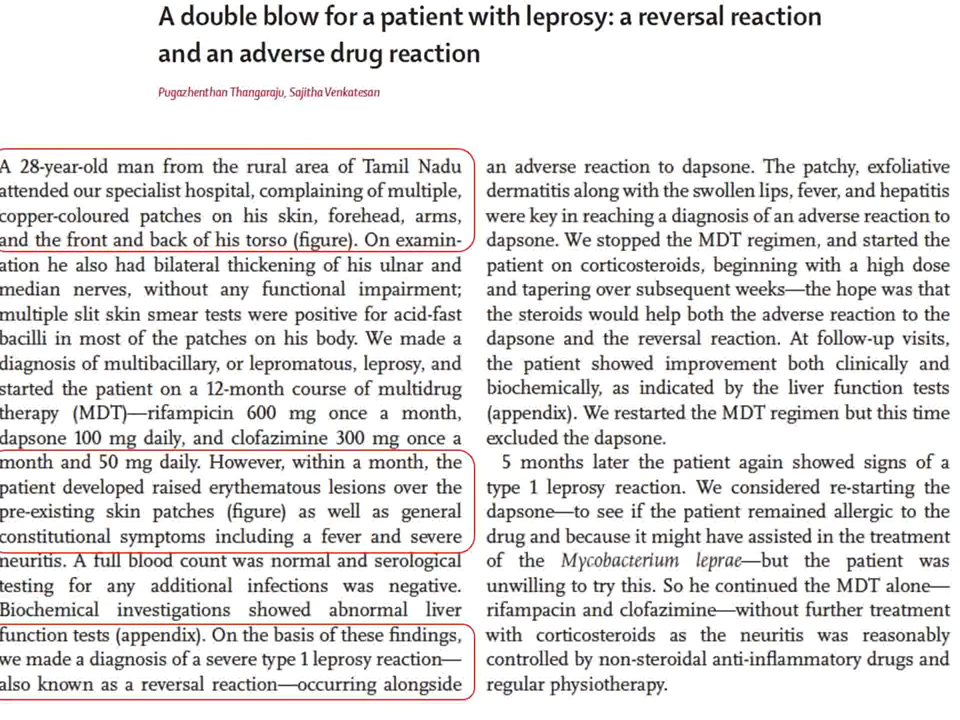 A double blow for a patient with leprosy: a reversal reaction
and an adverse drug reaction
Pugazhenthan Thangaraju, Sajitha Venkatesan
A 28-year-old man from the rural area of Tamil Nadu
attended our specialist hospital, complaining of multiple,
copper-coloured patches on his skin, forehead, arms,
and the front and back of his torso (figure). On examin-
ation he also had bilateral thickening of his ulnar and
median nerves, without any functional impairment;
multiple slit skin smear tests were positive for acid-fast
bacilli in most of the patches on his body. We made a
diagnosis of multibacillary, or lepromatous, leprosy, and
started the patient on a 12-month course of multidrug
therapy (MDT)—rifampicin 600 mg once a month,
dapsone 100 mg daily, and clofazimine 300 mg once a
month and 50 mg daily. However, within a month, the
patient developed raised erythematous lesions over the
pre-existing skin patches (figure) as well as general
constitutional symptoms including a fever and severe
neuritis. A full blood count was normal and serological
testing for any additional infections was negative.
Biochemical investigations showed abnormal liver
function tests (appendix). On the basis of these findings,
we made a diagnosis of a severe type 1 leprosy reaction—
also known as a reversal reaction—occurring alongside
an adverse reaction to dapsone. The patchy, exfoliative
dermatitis along with the swollen lips, fever, and hepatitis
were key in reaching a diagnosis of an adverse reaction to
dapsone. We stopped the MDT regimen, and started the
patient on corticosteroids, beginning with a high dose
and tapering over subsequent weeks—the hope was that
the steroids would help both the adverse reaction to the
dapsone and the reversal reaction. At follow-up visits,
the patient showed improvement both clinically and
biochemically, as indicated by the liver function tests
(appendix). We restarted the MDT regimen but this time
excluded the dapsone.
5 months later the patient again showed signs of a
type 1 leprosy reaction. We considered re-starting the
dapsone—to see if the patient remained allergic to the
drug and because it might have assisted in the treatment
of the Mycobacterium leprae—but the patient was
unwilling to try this. So he continued the MDT alone—
rifampacin and clofazimine—without further treatment
with corticosteroids as the neuritis was reasonably
controlled by non-steroidal anti-inflammatory drugs and
regular physiotherapy.